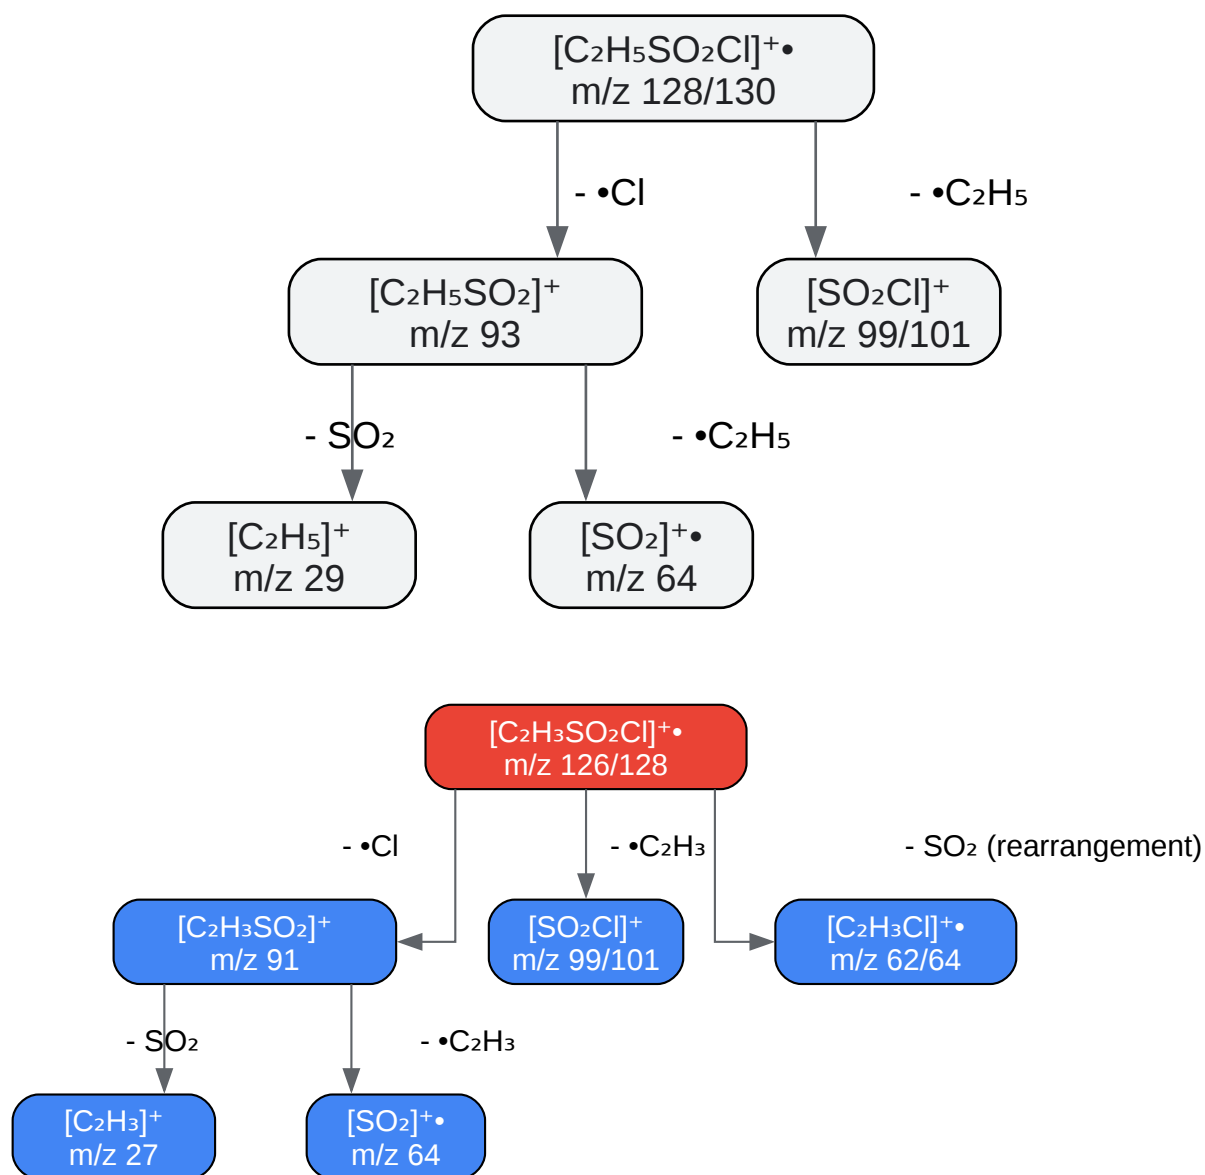 [C₂H₅SO₂Cl]⁺•
m/z 128/130
- •Cl
- •C₂H₅
[C₂H₅SO₂]⁺
m/z 93
[SO₂Cl]⁺
m/z 99/101
- SO₂
- •C₂H₅
[C₂H₅]⁺
m/z 29
[SO₂]⁺•
m/z 64
[C₂H₃SO₂Cl]⁺•
m/z 126/128
- •Cl
- •C₂H₃
- SO₂ (rearrangement)
[C₂H₃SO₂]⁺
m/z 91
[SO₂Cl]⁺
m/z 99/101
[C₂H₃Cl]⁺•
m/z 62/64
- SO₂
- •C₂H₃
[C₂H₃]⁺
m/z 27
[SO₂]⁺•
m/z 64